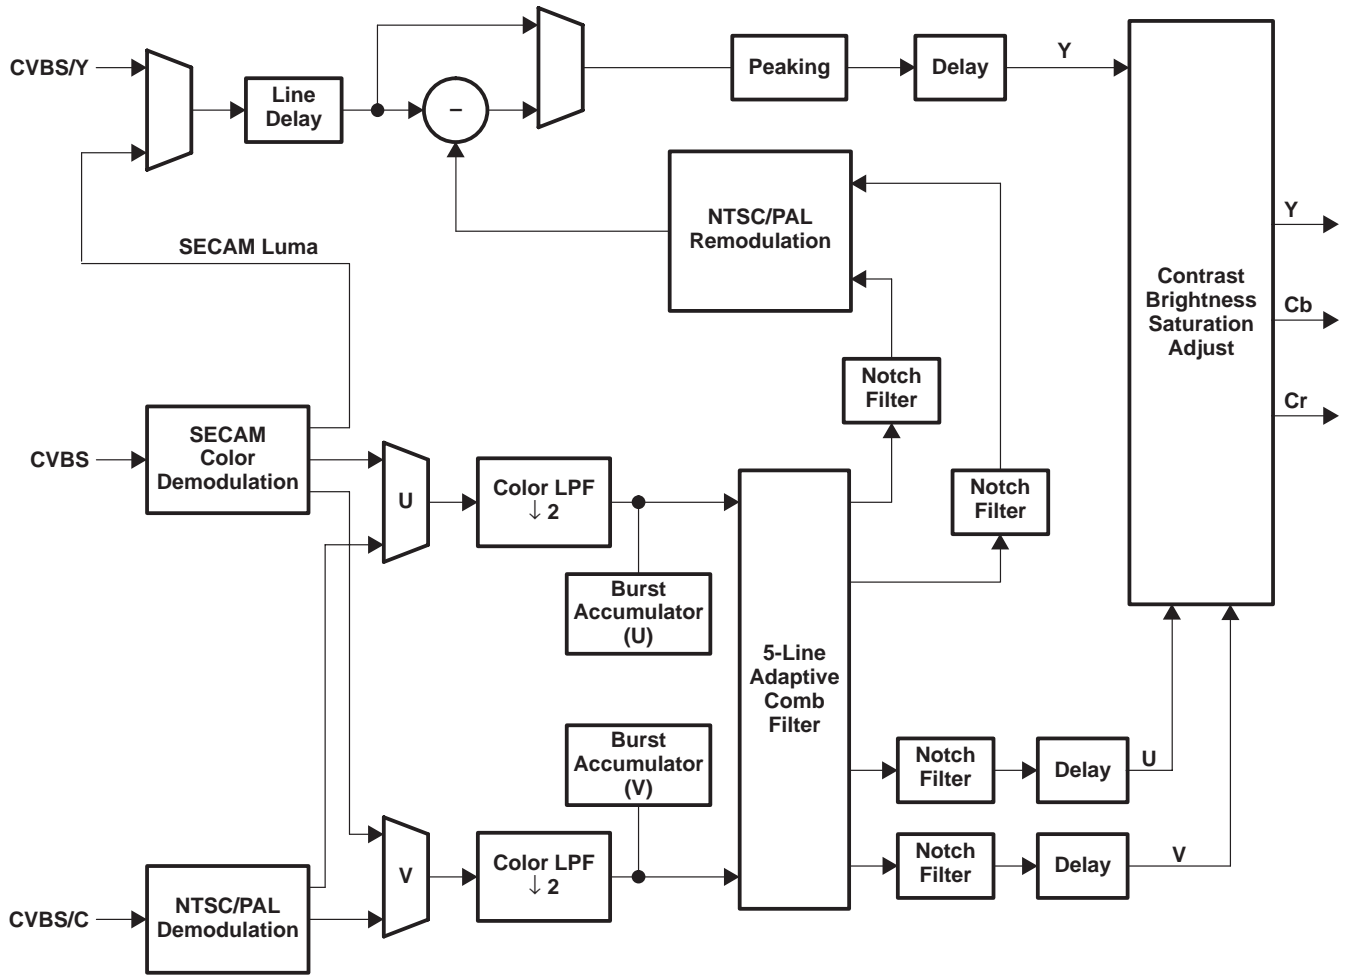 CVBS/Y
Line
Delay
–
Peaking
Delay
Y
NTSC/PAL
Remodulation
SECAM Luma
Contrast
Brightness
Saturation
Adjust
Y
Cb
Cr
Notch
Filter
Notch
Filter
CVBS
SECAM
Color
Demodulation
U
Color LPF
↓ 2
Burst
Accumulator
(U)
5-Line
Adaptive
Comb
Filter
Burst
Accumulator
(V)
Notch
Filter
Delay
U
Notch
Filter
Delay
V
CVBS/C
NTSC/PAL
Demodulation
V
Color LPF
↓ 2